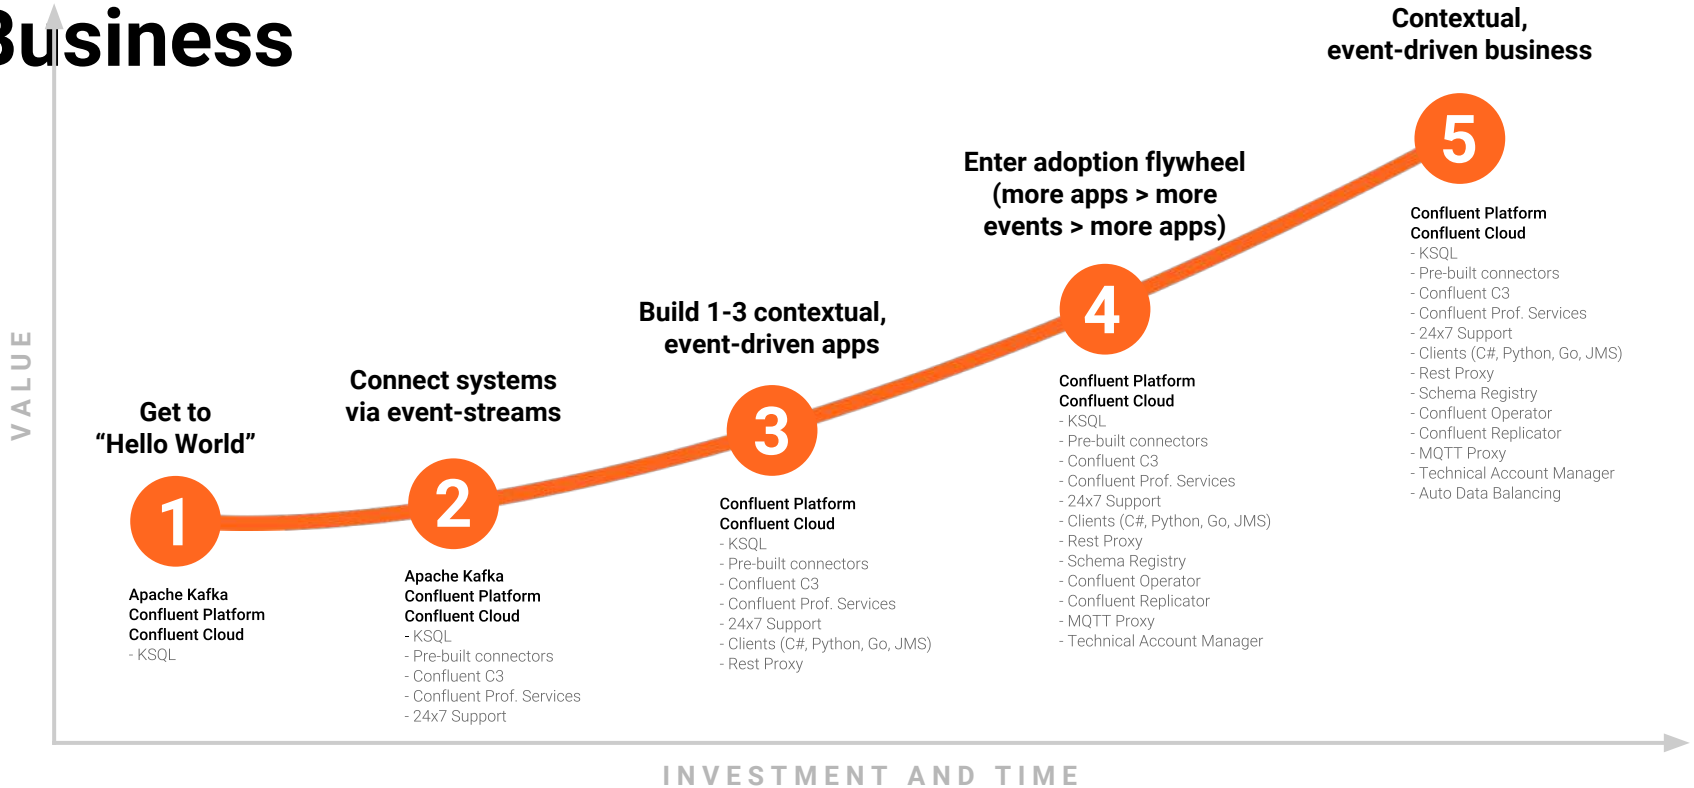 Business
VALUE
Get to
“Hello World”
1
Apache Kafka
Confluent Platform
Confluent Cloud
- KSQL
Connect systems
via event-streams
2
Apache Kafka
Confluent Platform
Confluent Cloud
- KSQL
- Pre-built connectors
- Confluent C3
- Confluent Prof. Services
- 24x7 Support
Build 1-3 contextual,
event-driven apps
3
Confluent Platform
Confluent Cloud
- KSQL
- Pre-built connectors
- Confluent C3
- Confluent Prof. Services
- 24x7 Support
- Clients (C#, Python, Go, JMS)
- Rest Proxy
Enter adoption flywheel
(more apps > more
events > more apps)
4
Confluent Platform
Confluent Cloud
- KSQL
- Pre-built connectors
- Confluent C3
- Confluent Prof. Services
- 24x7 Support
- Clients (C#, Python, Go, JMS)
- Rest Proxy
- Schema Registry
- Confluent Operator
- Confluent Replicator
- MQTT Proxy
- Technical Account Manager
Contextual,
event-driven business
5
Confluent Platform
Confluent Cloud
- KSQL
- Pre-built connectors
- Confluent C3
- Confluent Prof. Services
- 24x7 Support
- Clients (C#, Python, Go, JMS)
- Rest Proxy
- Schema Registry
- Confluent Operator
- Confluent Replicator
- MQTT Proxy
- Technical Account Manager
- Auto Data Balancing
INVESTMENT AND TIME